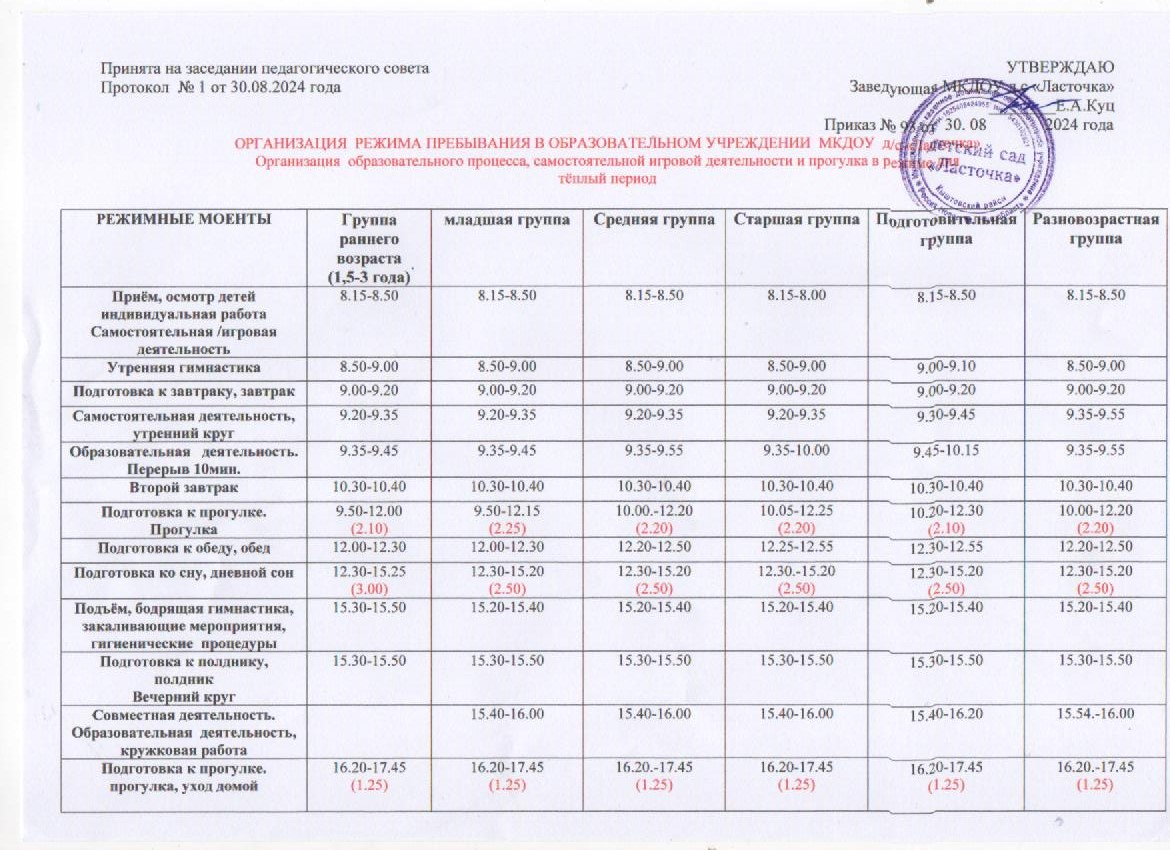 Принята на заседании педагогического совета
Протокол № 1 от 30.08.2024 года
УТВЕРЖДАЮ
Заведующая МКДОУ д с «Ласточка»
Е.А.Куц
Приказ № 93 от 30. 08 2024 года
ОРГАНИЗАЦИЯ РЕЖИМА ПРЕБЫВАНИЯ В ОБРАЗОВАТЕЛЬНОМ УЧРЕЖДЕНИИ МКДОУ д/с «Ласточка»
Организация образовательного процесса, самостоятельной игровой деятельности и прогулка в режиме дня
тёплый период
детский сад
«Ласточка»
Кыштовский район
РЕЖИМНЫЕ МОЕНТЫ Группа раннего возраста (1,5-3 года) младшая группа Средняя группа Старшая группа Подготовительная группа Разновозрастная группа
Приём, осмотр детей индивидуальная работа Самостоятельная /игровая деятельность 8.15-8.50 8.15-8.50 8.15-8.50 8.15-8.00 8.15-8.50 8.15-8.50
Утренняя гимнастика 8.50-9.00 8.50-9.00 8.50-9.00 8.50-9.00 9.00-9.10 8.50-9.00
Подготовка к завтраку, завтрак 9.00-9.20 9.00-9.20 9.00-9.20 9.00-9.20 9.00-9.20 9.00-9.20
Самостоятельная деятельность, утренний круг 9.20-9.35 9.20-9.35 9.20-9.35 9.20-9.35 9.30-9.45 9.35-9.55
Образовательная деятельность. Перерыв 10мин. 9.35-9.45 9.35-9.45 9.35-9.55 9.35-10.00 9.45-10.15 9.35-9.55
Второй завтрак 10.30-10.40 10.30-10.40 10.30-10.40 10.30-10.40 10.30-10.40 10.30-10.40
Подготовка к прогулке. Прогулка 9.50-12.00 (2.10) 9.50-12.15 (2.25) 10.00.-12.20 (2.20) 10.05-12.25 (2.20) 10.20-12.30 (2.10) 10.00-12.20 (2.20)
Подготовка к обеду, обед 12.00-12.30 12.00-12.30 12.20-12.50 12.25-12.55 12.30-12.55 12.20-12.50
Подготовка ко сну, дневной сон 12.30-15.25 (3.00) 12.30-15.20 (2.50) 12.30-15.20 (2.50) 12.30.-15.20 (2.50) 12.30-15.20 (2.50) 12.30-15.20 (2.50)
Подъём, бодрящая гимнастика, закаливающие мероприятия, гигиенические процедуры 15.30-15.50 15.20-15.40 15.20-15.40 15.20-15.40 15.20-15.40 15.20-15.40
Подготовка к полднику, полдник Вечерний круг 15.30-15.50 15.30-15.50 15.30-15.50 15.30-15.50 15.30-15.50 15.30-15.50
Совместная деятельность. Образовательная деятельность, кружковая работа 15.40-16.00 15.40-16.00 15.40-16.00 15.40-16.20 15.54.-16.00
Подготовка к прогулке. прогулка, уход домой 16.20-17.45 (1.25) 16.20-17.45 (1.25) 16.20.-17.45 (1.25) 16.20-17.45 (1.25) 16.20-17.45 (1.25) 16.20.-17.45 (1.25)